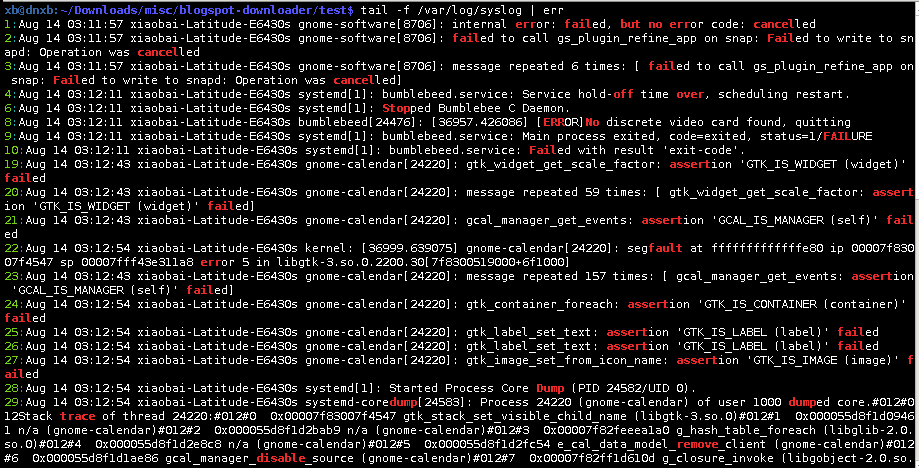 xb@dnxb:~/Downloads/misc/blogspot-downloader/test$ tail -f /var/log/syslog | err
1:Aug 14 03:11:57 xiaobai-Latitude-E6430s gnome-software[8706]: internal error: failed, but no error code: cancelled
2:Aug 14 03:11:57 xiaobai-Latitude-E6430s gnome-software[8706]: failed to call gs_plugin_refine_app on snap: Failed to write to sn
apd: Operation was cancelled
3:Aug 14 03:11:57 xiaobai-Latitude-E6430s gnome-software[8706]: message repeated 6 times: [ failed to call gs_plugin_refine_app on
 snap: Failed to write to snapd: Operation was cancelled]
4:Aug 14 03:12:11 xiaobai-Latitude-E6430s systemd[1]: bumblebee.service: Service hold-off time over, scheduling restart.
6:Aug 14 03:12:11 xiaobai-Latitude-E6430s systemd[1]: Stopped Bumblebee C Daemon.
8:Aug 14 03:12:11 xiaobai-Latitude-E6430s bumblebeed[24476]: [36957.426086] [ERROR]No discrete video card found, quitting
9:Aug 14 03:12:11 xiaobai-Latitude-E6430s systemd[1]: bumblebee.service: Main process exited, code=exited, status=1/FAILURE
10:Aug 14 03:12:11 xiaobai-Latitude-E6430s systemd[1]: bumblebee.service: Failed with result 'exit-code'.
19:Aug 14 03:12:43 xiaobai-Latitude-E6430s gnome-calendar[24220]: gtk_widget_get_scale_factor: assertion 'GTK_IS_WIDGET (widget)'
failed
20:Aug 14 03:12:43 xiaobai-Latitude-E6430s gnome-calendar[24220]: message repeated 59 times: [ gtk_widget_get_scale_factor: assert
ion 'GTK_IS_WIDGET (widget)' failed]
21:Aug 14 03:12:43 xiaobai-Latitude-E6430s gnome-calendar[24220]: gcal_manager_get_events: assertion 'GCAL_IS_MANAGER (self)' fail
ed
22:Aug 14 03:12:54 xiaobai-Latitude-E6430s kernel: [36999.639075] gnome-calendar[24220]: segfault at fffffffffffffe80 ip 00007f830
07f4547 sp 00007fff43e311a8 error 5 in libgtk-3.so.0.2200.30[7f8300519000+6f1000]
23:Aug 14 03:12:54 xiaobai-Latitude-E6430s gnome-calendar[24220]: message repeated 157 times: [ gcal_manager_get_events: assertion
 'GCAL_IS_MANAGER (self)' failed]
24:Aug 14 03:12:54 xiaobai-Latitude-E6430s gnome-calendar[24220]: gtk_container_foreach: assertion 'GTK_IS_CONTAINER (container)'
failed
25:Aug 14 03:12:54 xiaobai-Latitude-E6430s gnome-calendar[24220]: gtk_label_set_text: assertion 'GTK_IS_LABEL (label)' failed
26:Aug 14 03:12:54 xiaobai-Latitude-E6430s gnome-calendar[24220]: gtk_label_set_text: assertion 'GTK_IS_LABEL (label)' failed
27:Aug 14 03:12:54 xiaobai-Latitude-E6430s gnome-calendar[24220]: gtk_image_set_from_icon_name: assertion 'GTK_IS_IMAGE (image)' f
ailed
28:Aug 14 03:12:54 xiaobai-Latitude-E6430s systemd[1]: Started Process Core Dump (PID 24582/UID 0).
29:Aug 14 03:12:54 xiaobai-Latitude-E6430s systemd-coredump[24583]: Process 24220 (gnome-calendar) of user 1000 dumped core.#012#0
12Stack trace of thread 24220:#012#0  0x00007f83007f4547 gtk_stack_set_visible_child_name (libgtk-3.so.0)#012#1  0x000055d8f1d0946
1 n/a (gnome-calendar)#012#2  0x000055d8f1d2bab9 n/a (gnome-calendar)#012#3  0x00007f82feeea1a0 g_hash_table_foreach (libglib-2.0.
so.0)#012#4  0x000055d8f1d2e8c8 n/a (gnome-calendar)#012#5  0x000055d8f1d2fc54 e_cal_data_model_remove_client (gnome-calendar)#012
#6  0x000055d8f1d1ae86 gcal_manager_disable_source (gnome-calendar)#012#7  0x00007f82ff1d610d g_closure_invoke (libgobject-2.0.so.